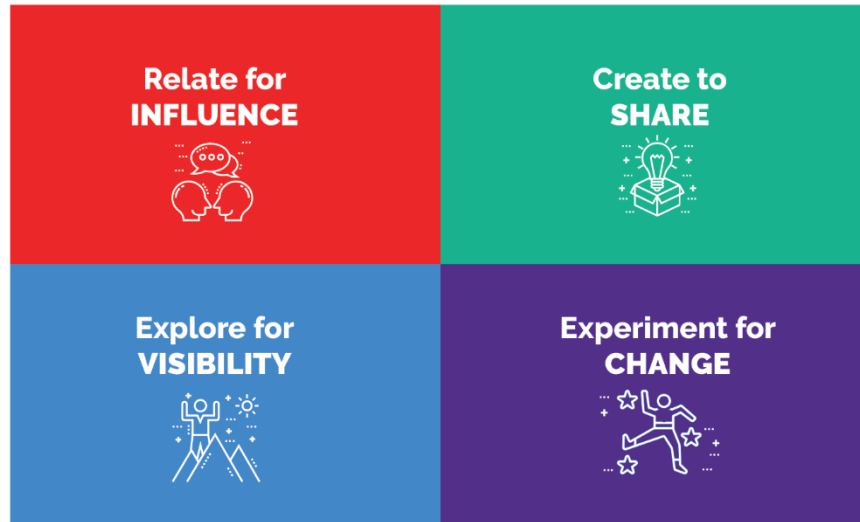 Relate for
INFLUENCE
Create to
SHARE
Explore for
VISIBILITY
Experiment for
CHANGE